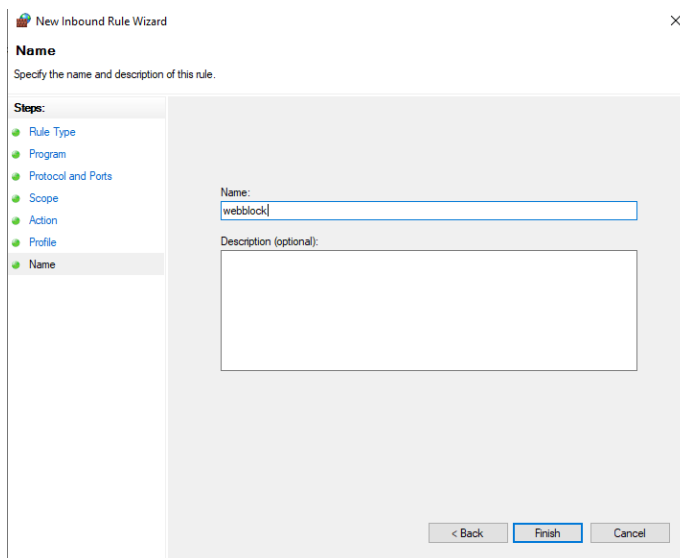 New Inbound Rule Wizard
Name
Specify the name and description of this rule.
Steps:
Rule Type
Program
Protocol and Ports
Scope
Action
Profile
Name
Name:
webblock
Description (optional):
< Back
Finish
Cancel